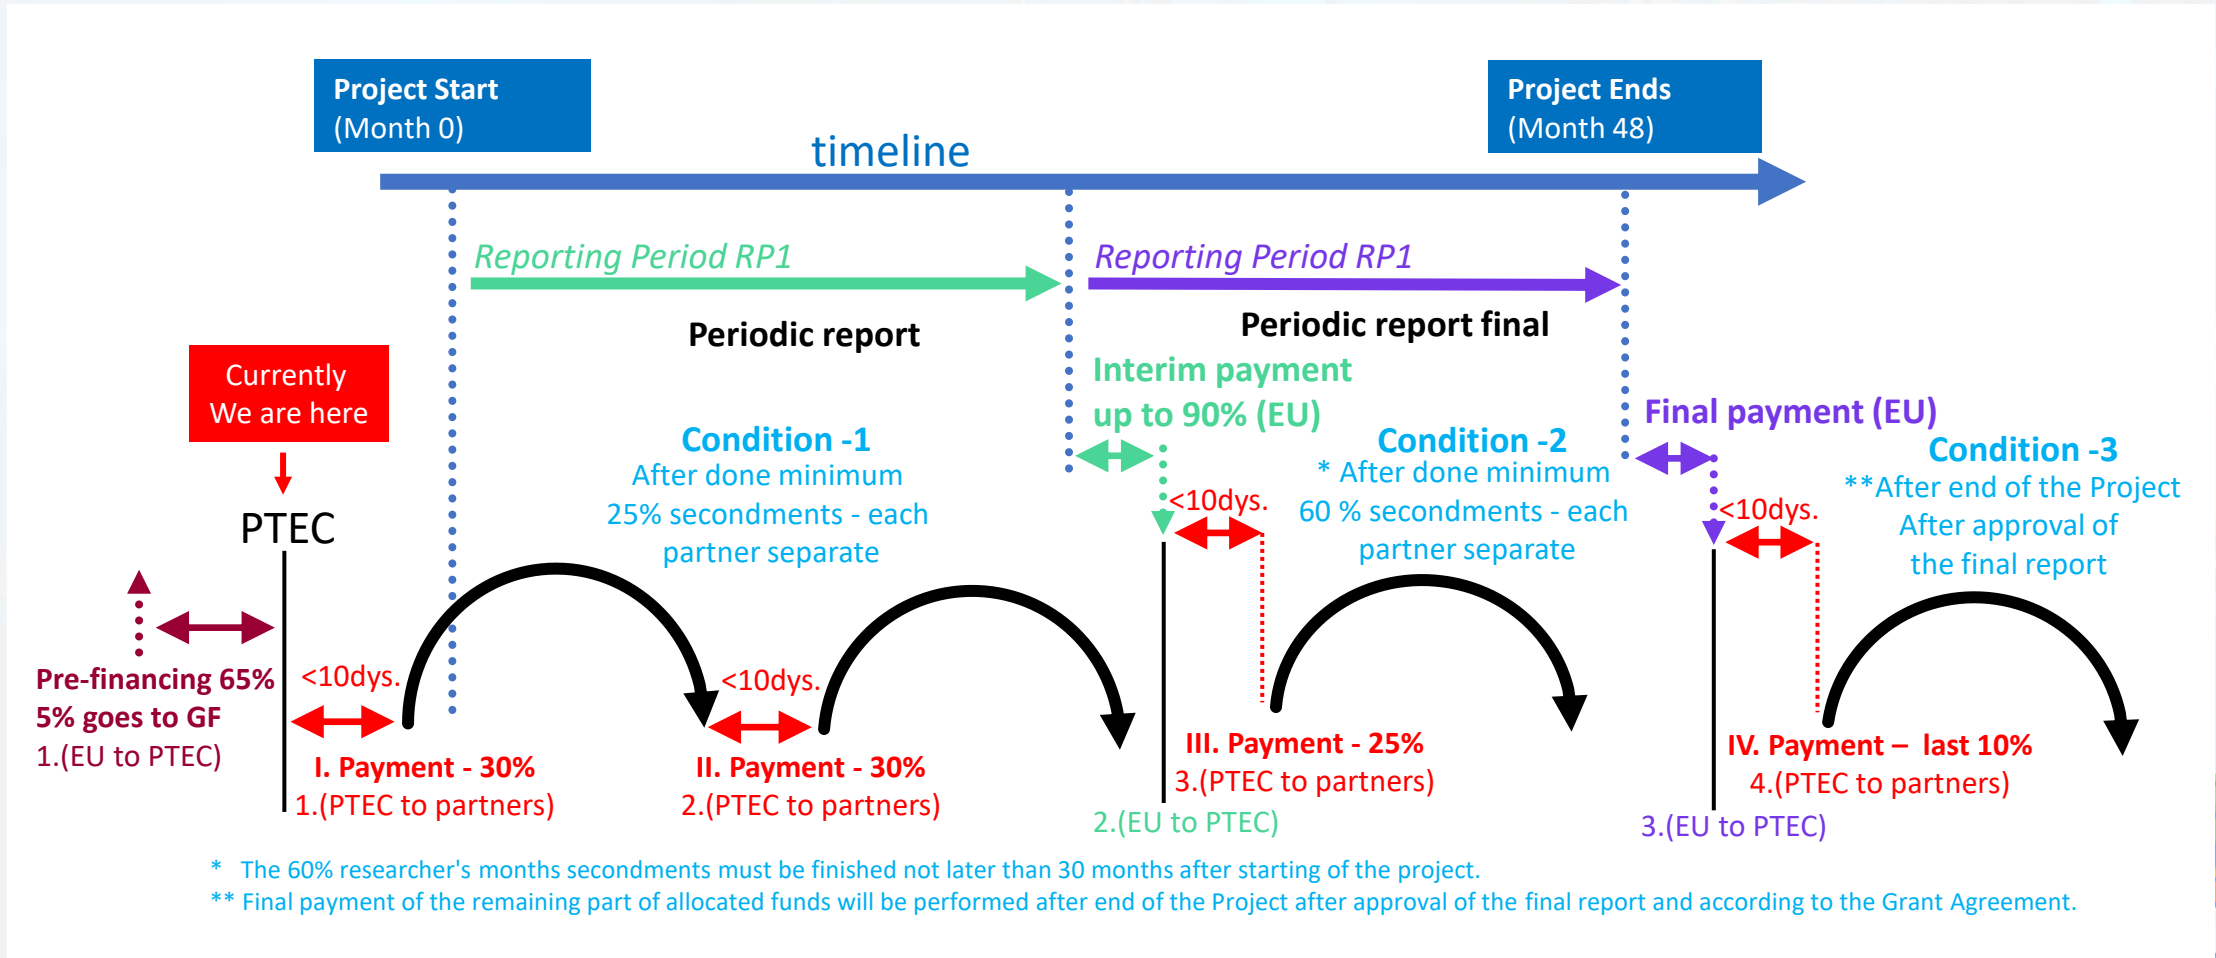 Project Start
(Month 0)
Project Ends
(Month 48)
timeline
Reporting Period RP1
Reporting Period RP1
Periodic report
Periodic report final
Currently
We are here
PTEC
Pre-financing 65%
5% goes to GF
1.(EU to PTEC)
<10dys.
I. Payment - 30%
1.(PTEC to partners)
Condition -1
After done minimum
25% secondments - each
partner separate
<10dys.
II. Payment - 30%
2.(PTEC to partners)
Interim payment
up to 90% (EU)
<10dys.
III. Payment - 25%
3.(PTEC to partners)
2.(EU to PTEC)
Condition -2
* After done minimum
60 % secondments - each
partner separate
Final payment (EU)
<10dys.
IV. Payment – last 10%
4.(PTEC to partners)
3.(EU to PTEC)
Condition -3
**After end of the Project
After approval of
the final report
* The 60% researcher's months secondments must be finished not later than 30 months after starting of the project.
** Final payment of the remaining part of allocated funds will be performed after end of the Project after approval of the final report and according to the Grant Agreement.